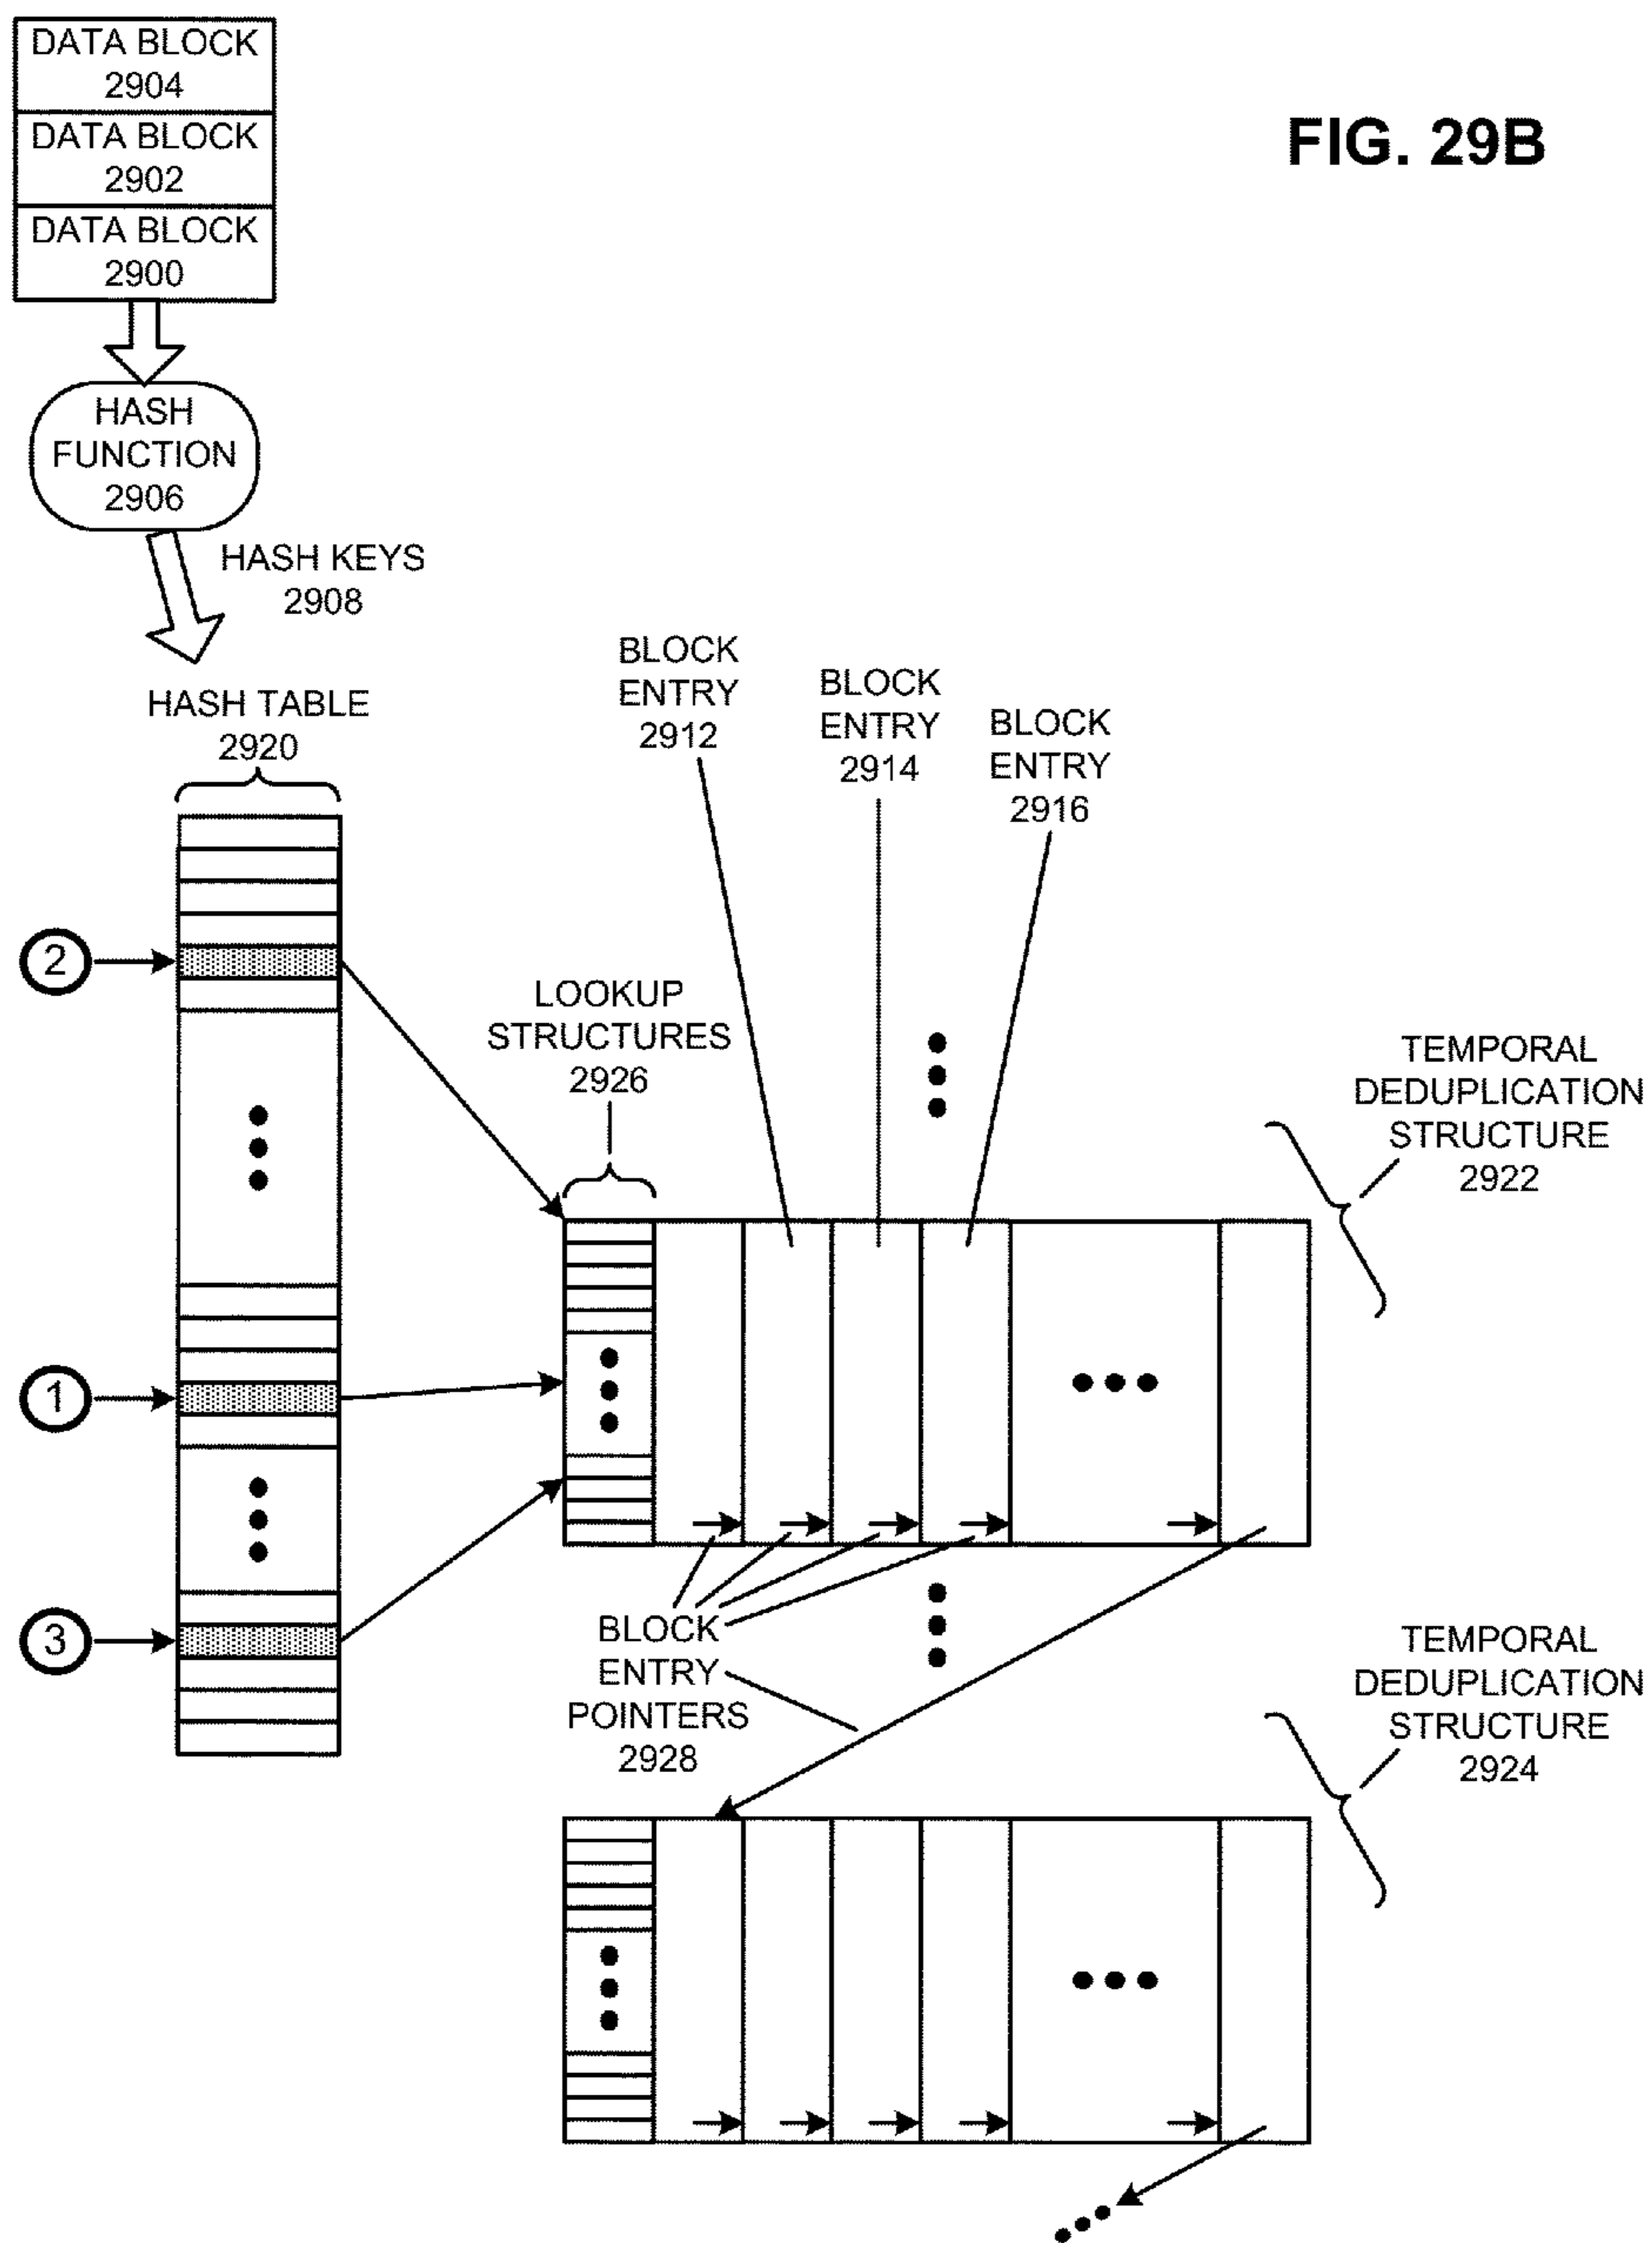 DATA BLOCK
2904
DATA BLOCK
2902
DATA BLOCK
2900
FIG. 29B
HASH
FUNCTION
2906
HASH KEYS
2908
HASH TABLE
2920
BLOCK
ENTRY
2912
BLOCK
ENTRY
2914
BLOCK
ENTRY
2916
2
LOOKUP
STRUCTURES
2926
TEMPORAL
DEDUPLICATION
STRUCTURE
2922
1
3
BLOCK
ENTRY
POINTERS
2928
TEMPORAL
DEDUPLICATION
STRUCTURE
2924